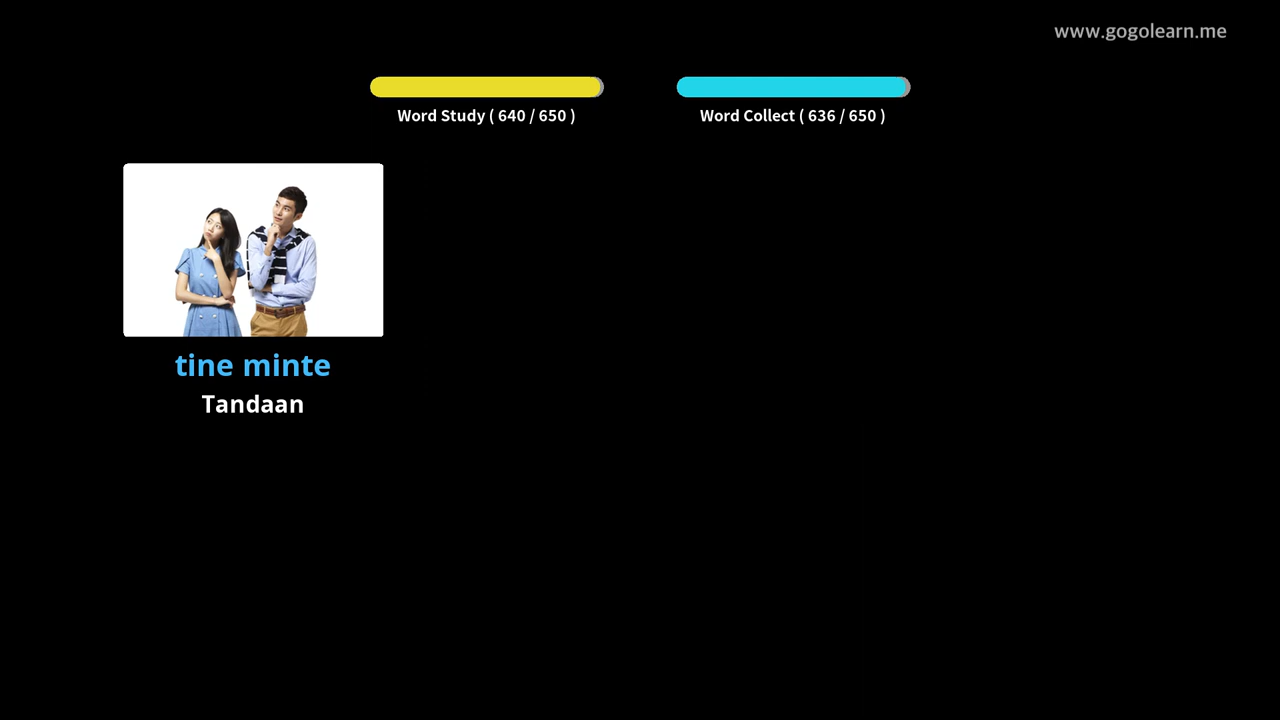 www.gogolearn.me
Word Study ( 640 / 650 )
Word Collect ( 636 / 650 )
tine minte
Tandaan